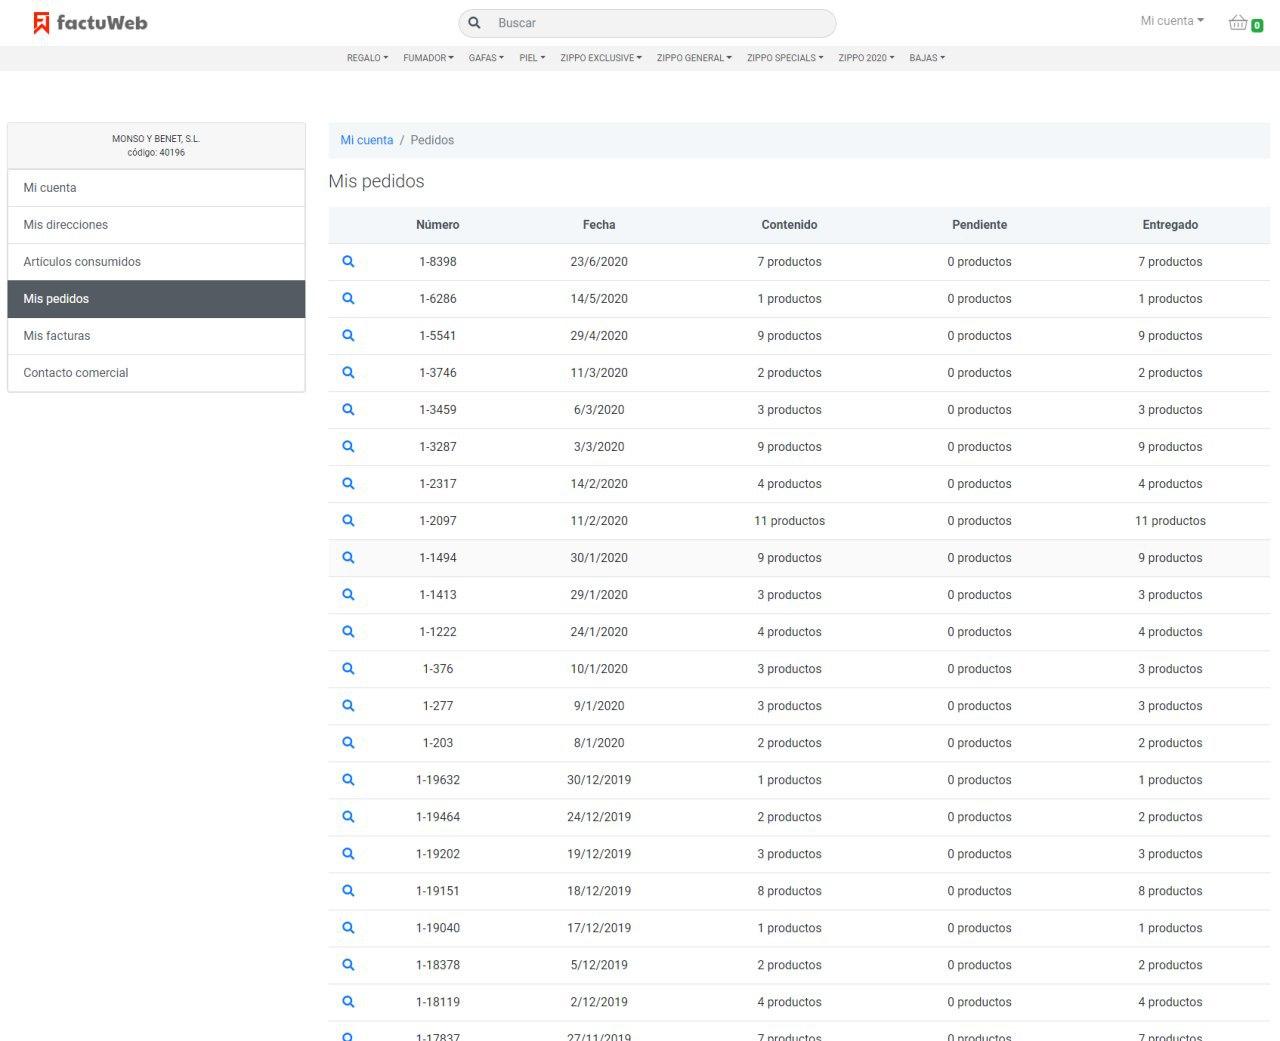 factuWeb
Buscar
Mi cuenta
0
REGALO FUMADOR GAFAS PIEL ZIPPO EXCLUSIVE ZIPPO GENERAL ZIPPO SPECIALS ZIPPO 2020 BAJAS
MONSO Y BENET, S.L.
código: 40196
Mi cuenta
Mis direcciones
Artículos consumidos
Mis pedidos
Mis facturas
Contacto comercial
Mi cuenta / Pedidos
Mis pedidos
Número Fecha Contenido Pendiente Entregado
1-8398 23/6/2020 7 productos 0 productos 7 productos
1-6286 14/5/2020 1 productos 0 productos 1 productos
1-5541 29/4/2020 9 productos 0 productos 9 productos
1-3746 11/3/2020 2 productos 0 productos 2 productos
1-3459 6/3/2020 3 productos 0 productos 3 productos
1-3287 3/3/2020 9 productos 0 productos 9 productos
1-2317 14/2/2020 4 productos 0 productos 4 productos
1-2097 11/2/2020 11 productos 0 productos 11 productos
1-1494 30/1/2020 9 productos 0 productos 9 productos
1-1413 29/1/2020 3 productos 0 productos 3 productos
1-1222 24/1/2020 4 productos 0 productos 4 productos
1-376 10/1/2020 3 productos 0 productos 3 productos
1-277 9/1/2020 3 productos 0 productos 3 productos
1-203 8/1/2020 2 productos 0 productos 2 productos
1-19632 30/12/2019 1 productos 0 productos 1 productos
1-19464 24/12/2019 2 productos 0 productos 2 productos
1-19202 19/12/2019 3 productos 0 productos 3 productos
1-19151 18/12/2019 8 productos 0 productos 8 productos
1-19040 17/12/2019 1 productos 0 productos 1 productos
1-18378 5/12/2019 2 productos 0 productos 2 productos
1-18119 2/12/2019 4 productos 0 productos 4 productos
1-17837 27/11/2019 7 productos 0 productos 7 productos